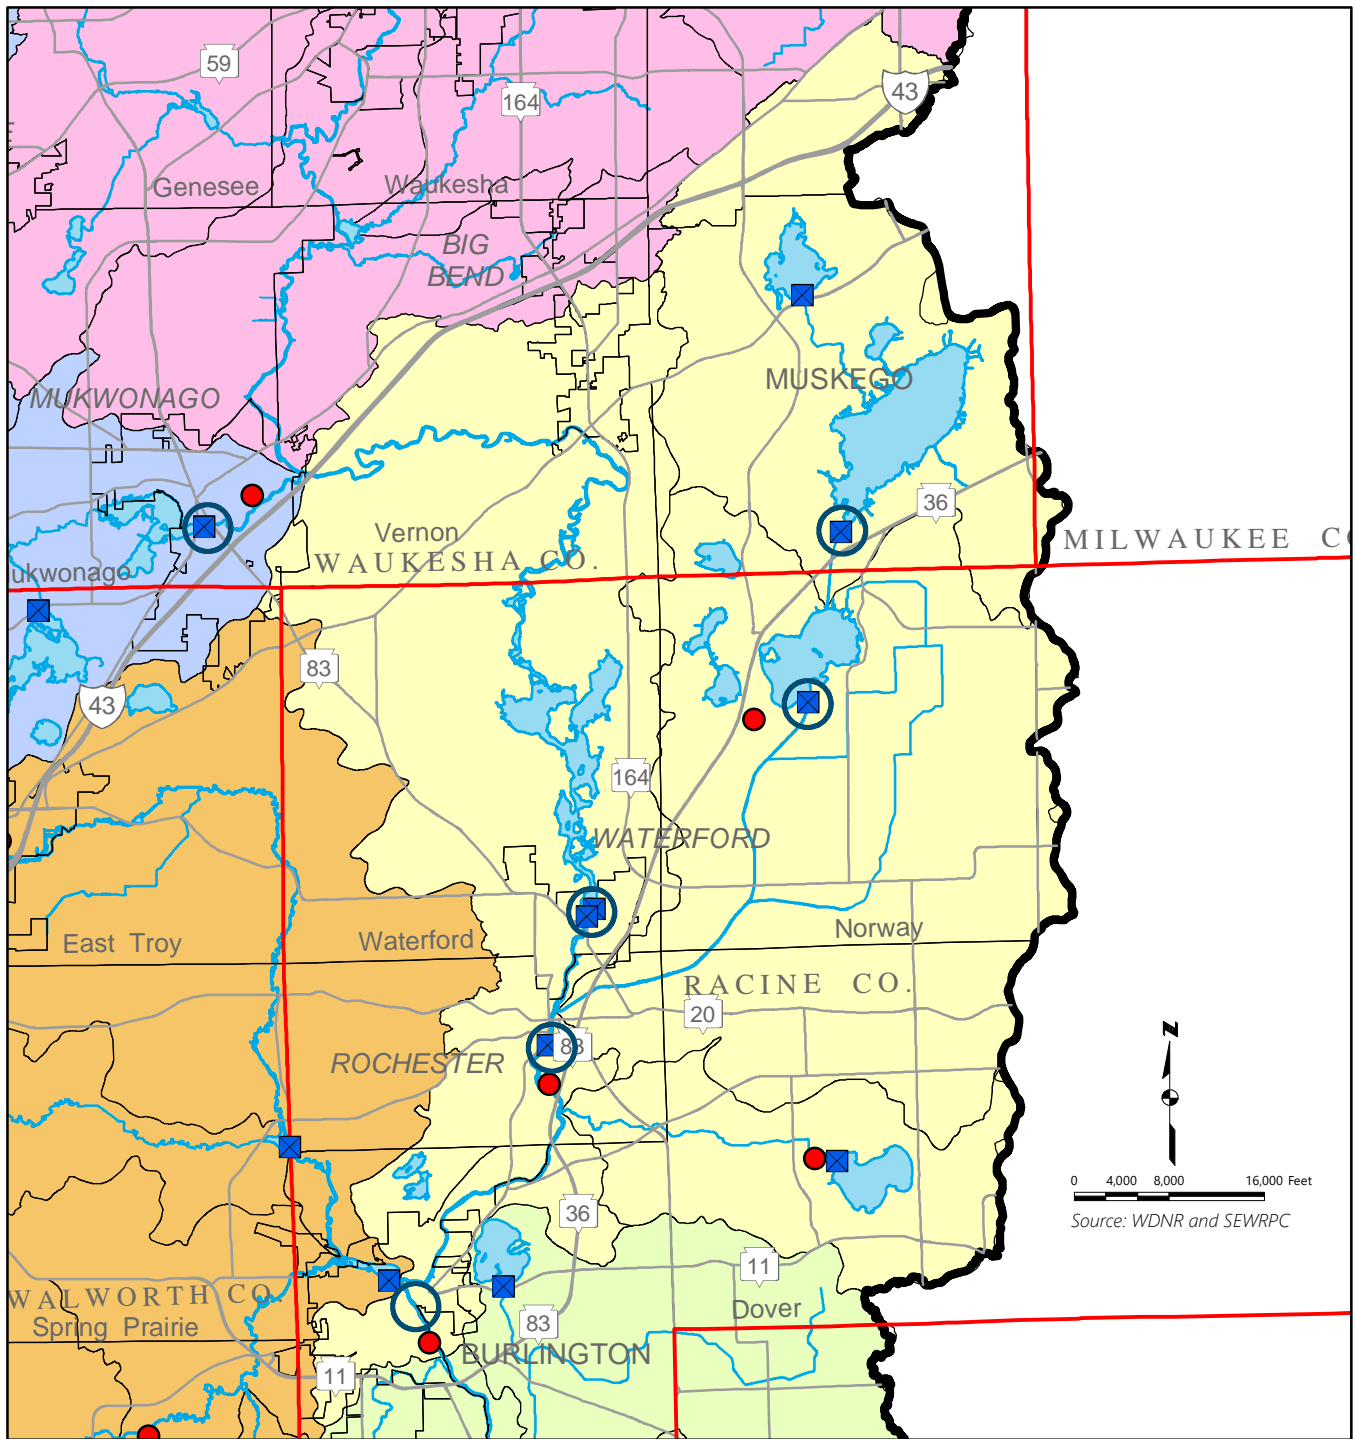 59
164
43
Genesee
Waukesha
BIG
BEND
MUKWONAGO
MUSKEGO
36
Vernon
WAUKESHA CO.
MILWAUKEE CO
ukwonago
83
43
164
WATERFORD
East Troy
Waterford
Norway
RACINE CO.
20
ROCHESTER
83
N
0 4,000 8,000 16,000 Feet
Source: WDNR and SEWRPC
36
11
WALWORTH CO.
Dover
Spring Prairie
83
BURLINGTON
11